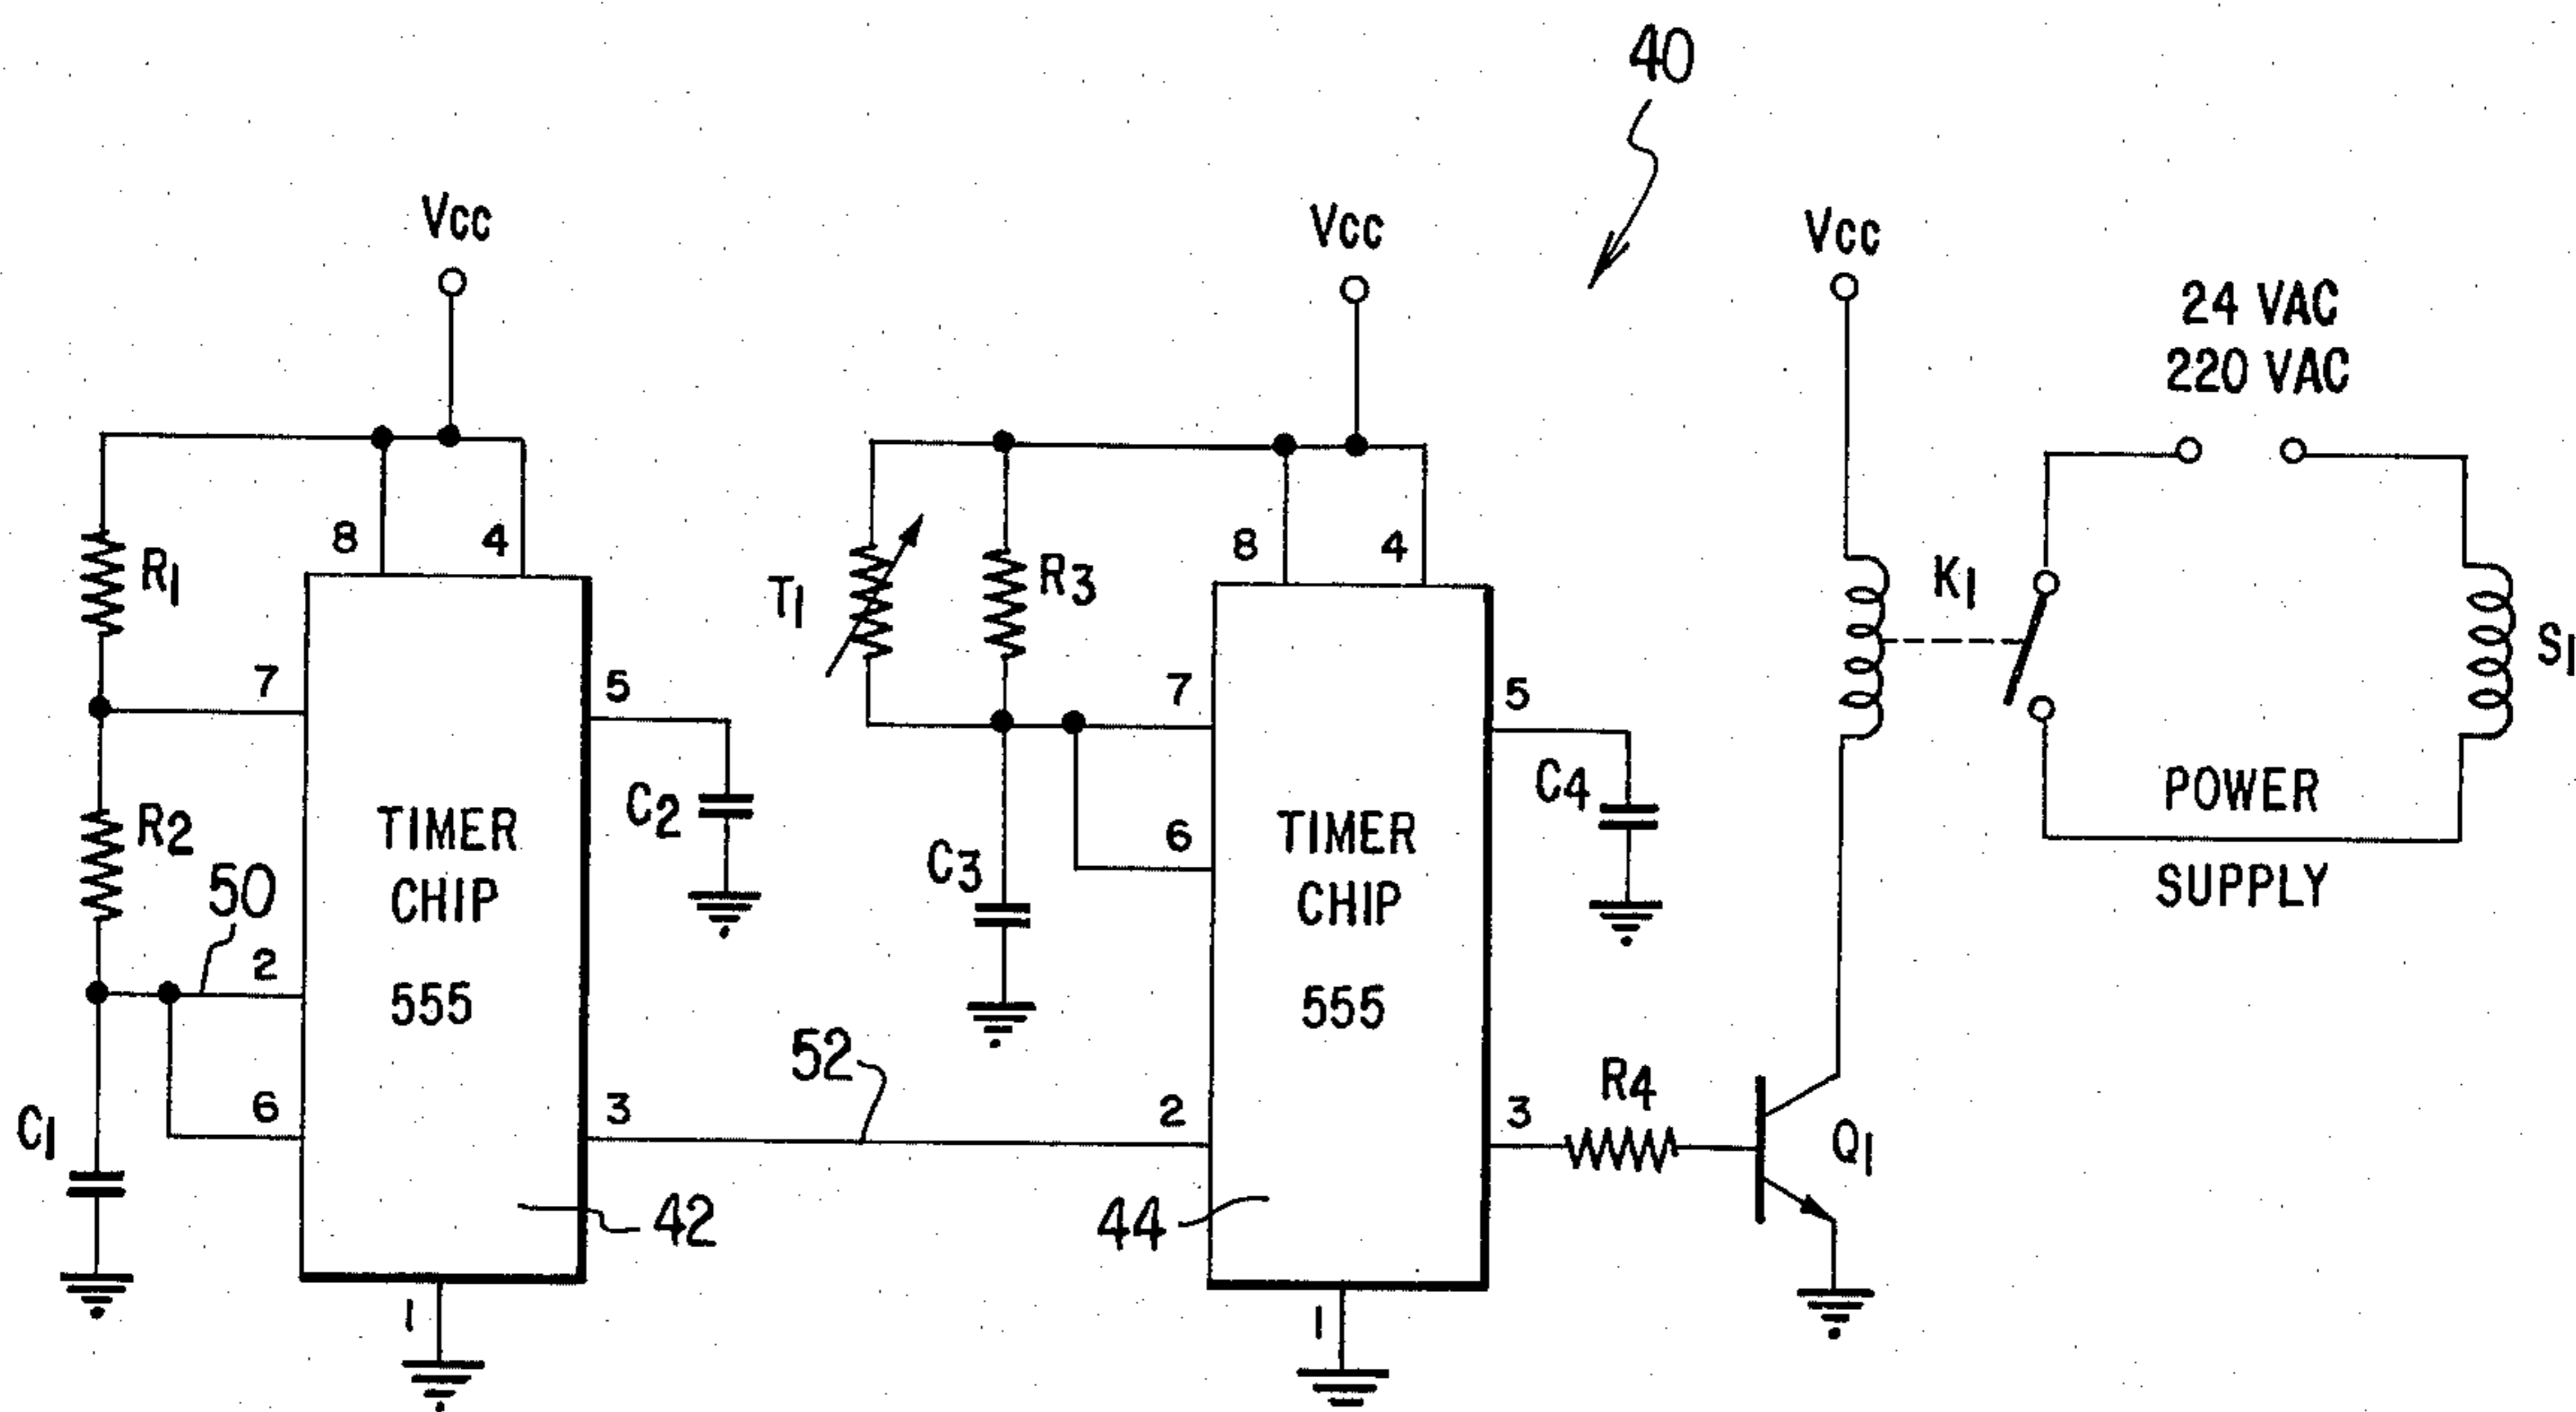 40
Vcc
Vcc
Vcc
24 VAC
220 VAC
8
4
R1
8
4
T1
R3
K1
S1
7
5
7
5
R2
C2
TIMER
CHIP
555
6
C3
TIMER
CHIP
555
C4
POWER
SUPPLY
50
2
52
R4
C1
6
3
2
3
Q1
42
44
1
1